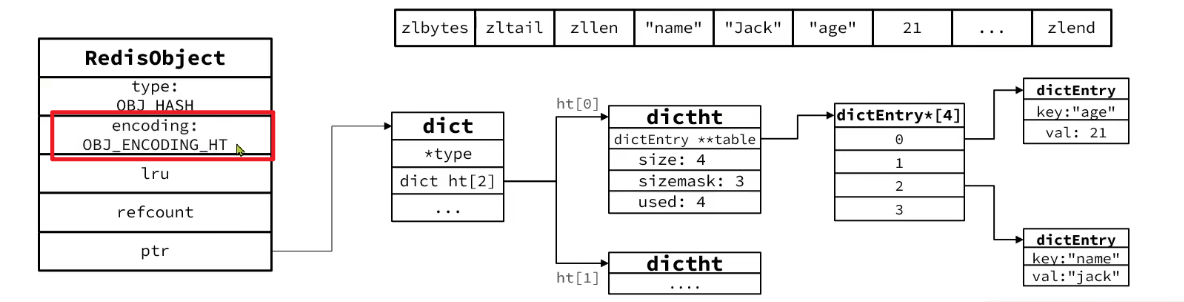 zlbytes zltail zllen "name" "Jack" "age" 21 ... zlend
RedisObject
type:
OBJ_HASH
encoding:
OBJ_ENCODING_HT
lru
refcount
ptr
dict
*type
dict ht[2]
...
ht[0]
dictht
dictEntry **table
size: 4
sizemask: 3
used: 4
ht[1]
dictht
....
dictEntry*[4]
0
1
2
3
dictEntry
key:"age"
val: 21
dictEntry
key:"name"
val:"jack"